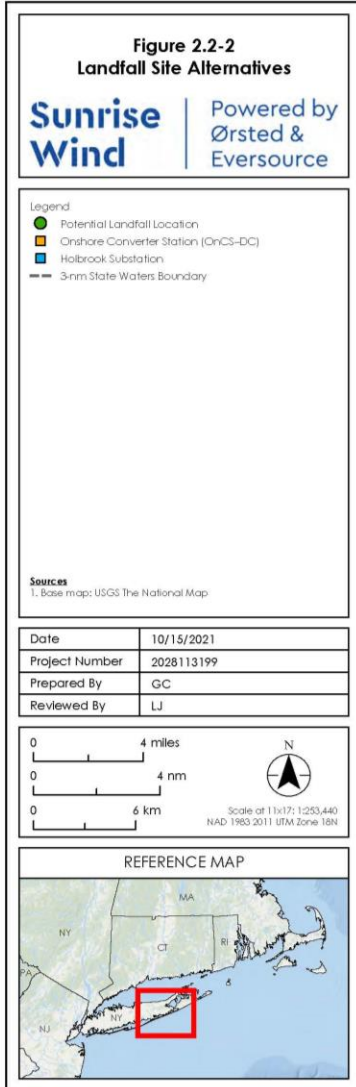 Figure 2.2-2
Landfall Site Alternatives
Sunrise
Wind
Powered by
Ørsted &
Eversource
Legend
Potential Landfall Location
Onshore Converter Station (OnCS–DC)
Holbrook Substation
3-nm State Waters Boundary
Sources
1. Base map: USGS The National Map
Date 10/15/2021
Project Number 2028113199
Prepared By GC
Reviewed By LJ
0 4 miles
0 4 nm
0 6 km
N
Scale at 11x17: 1:253,440
NAD 1983 2011 UTM Zone 18N
REFERENCE MAP
MA
NY
CT
RI
PA
NY
NJ